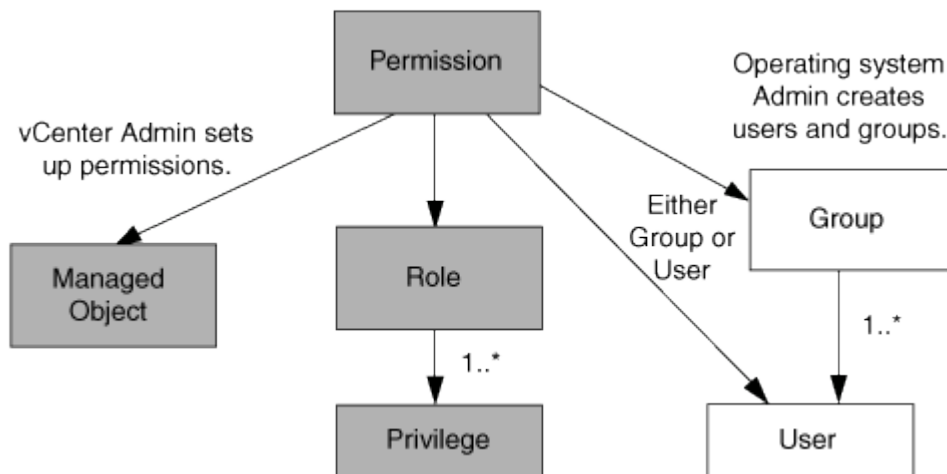 Permission
Operating system
Admin creates
users and groups.
vCenter Admin sets
up permissions.
Group
Either
Group or
User
Managed
Object
Role
1..*
1..*
Privilege
User